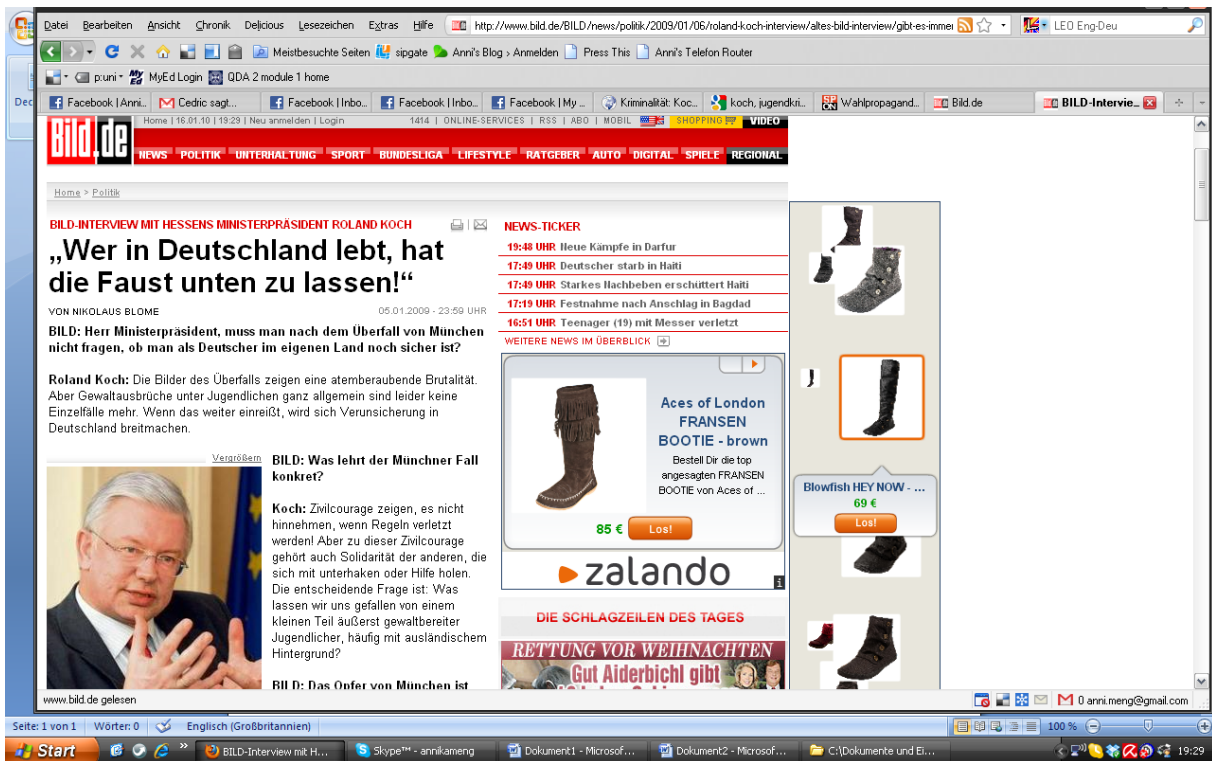 Datei Bearbeiten Ansicht Chronik Delicious Lesezeichen Extras Hilfe http://www.bild.de/BILD/news/politik/2009/01/06/roland-koch-interview/altes-bild-interview/gibt-es-immer LEO Eng-Deu
Meistbesuchte Seiten sipgate Anni's Blog › Anmelden Press This Anni's Telefon Router
p:uni MyEd Login QDA 2 module 1 home
Dec
Facebook | Anni... Cedric sagt... Facebook | Inbo... Facebook | Inbo... Facebook | My ... Kriminalität: Koc... koch, jugendkri... Wahlpropagand... Bild.de BILD-Intervie...
Bild.de
Home | 16.01.10 | 19:29 | Neu anmelden | Login 1414 | ONLINE-SERVICES | RSS | ABO | MOBIL SHOPPING VIDEO
NEWS POLITIK UNTERHALTUNG SPORT BUNDESLIGA LIFESTYLE RATGEBER AUTO DIGITAL SPIELE REGIONAL
Home > Politik
BILD-INTERVIEW MIT HESSENS MINISTERPRÄSIDENT ROLAND KOCH
„Wer in Deutschland lebt, hat
die Faust unten zu lassen!“
VON NIKOLAUS BLOME 05.01.2009 - 23:59 UHR
BILD: Herr Ministerpräsident, muss man nach dem Überfall von München
nicht fragen, ob man als Deutscher im eigenen Land noch sicher ist?
Roland Koch: Die Bilder des Überfalls zeigen eine atemberaubende Brutalität.
Aber Gewaltausbrüche unter Jugendlichen ganz allgemein sind leider keine
Einzelfälle mehr. Wenn das weiter einreißt, wird sich Verunsicherung in
Deutschland breitmachen.
Vergrößern
BILD: Was lehrt der Münchner Fall
konkret?
Koch: Zivilcourage zeigen, es nicht
hinnehmen, wenn Regeln verletzt
werden! Aber zu dieser Zivilcourage
gehört auch Solidarität der anderen, die
sich mit unterhaken oder Hilfe holen.
Die entscheidende Frage ist: Was
lassen wir uns gefallen von einem
kleinen Teil äußerst gewaltbereiter
Jugendlicher, häufig mit ausländischem
Hintergrund?
BILD: Das Opfer von München ist
NEWS-TICKER
19:48 UHR Neue Kämpfe in Darfur
17:49 UHR Deutscher starb in Haiti
17:49 UHR Starkes Nachbeben erschüttert Haiti
17:19 UHR Festnahme nach Anschlag in Bagdad
16:51 UHR Teenager (19) mit Messer verletzt
WEITERE NEWS IM ÜBERBLICK
Aces of London
FRANSEN
BOOTIE - brown
Bestell Dir die top
angesagten FRANSEN
BOOTIE von Aces of ...
85 € Los!
zalando
DIE SCHLAGZEILEN DES TAGES
RETTUNG VOR WEIHNACHTEN
Gut Aiderbichl gibt
Blowfish HEY NOW - ...
69 €
Los!
www.bild.de gelesen 0 anni.meng@gmail.com
Seite: 1 von 1 Wörter: 0 Englisch (Großbritannien) 100 %
Start BILD-Interview mit H... Skype™ - annikameng Dokument1 - Microsof... Dokument2 - Microsof... C:\Dokumente und Ei... 19:29